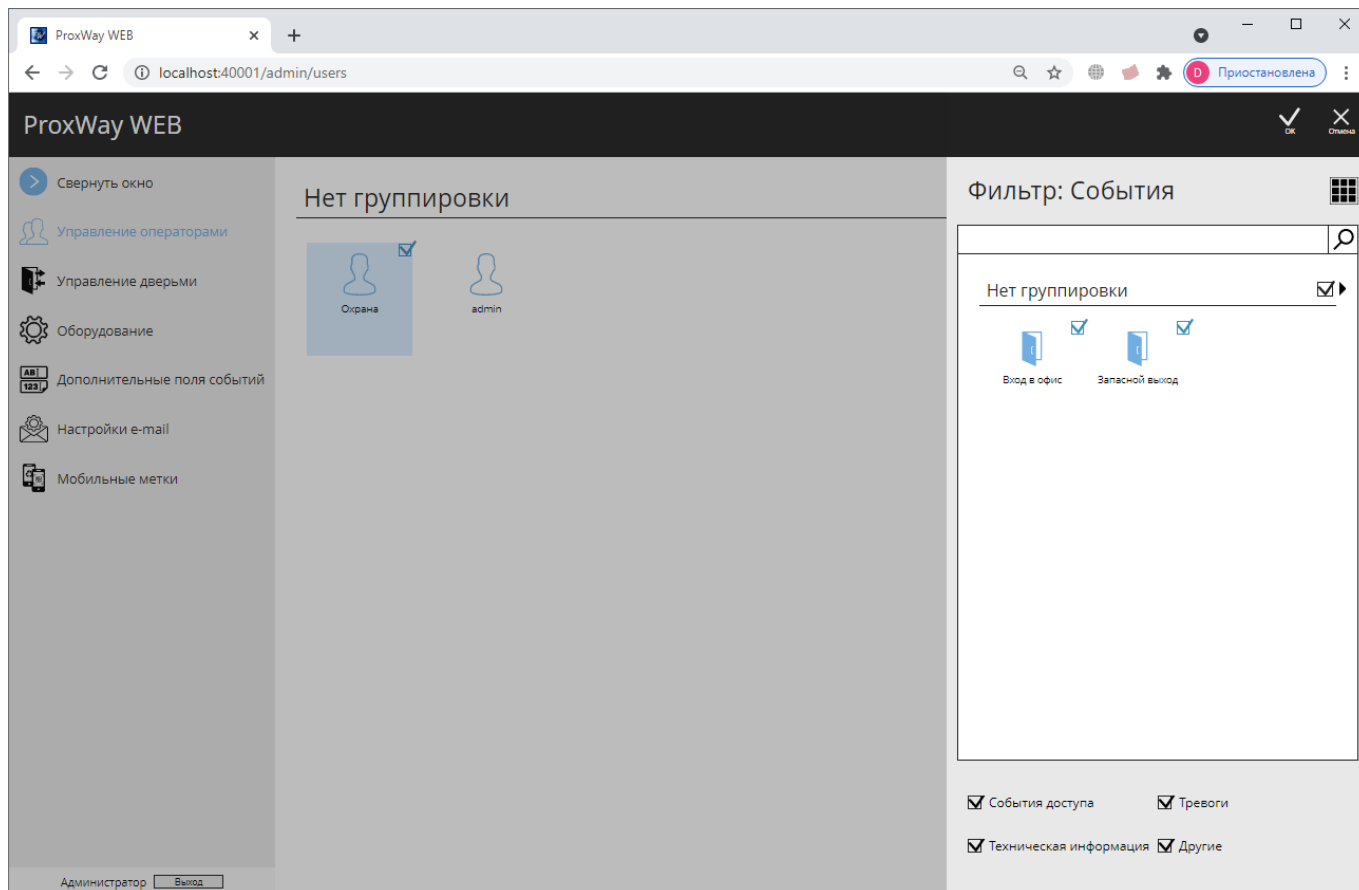 ProxWay WEB
localhost:40001/admin/users
D Приостановлена
ProxWay WEB
OK
Отмена
Свернуть окно
Управление операторами
Управление дверьми
Оборудование
AB 123
Дополнительные поля событий
Настройки e-mail
Мобильные метки
Администратор Выход
Нет группировки
Охрана
admin
Фильтр: События
Нет группировки
Вход в офис
Запасной выход
События доступа
Тревоги
Техническая информация
Другие